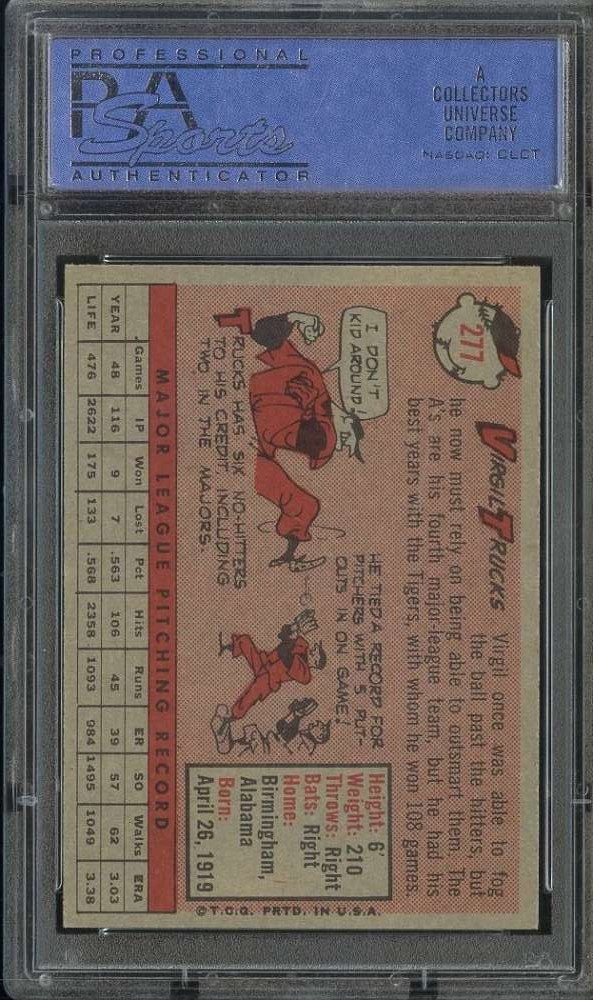 PROFESSIONAL
PSA
Sports
AUTHENTICATOR
A
COLLECTORS
UNIVERSE
COMPANY
NASDAQ: CLCT
277
VIRGIL TRUCKS Virgil once was able to fog
the ball past the hitters, but
he now must rely on being able to outsmart them. The
A's are his fourth major-league team, but he had his
best years with the Tigers, with whom he won 108 games.
I DON'T
KID AROUND!
TRUCKS HAS SIX NO-HITTERS
TO HIS CREDIT INCLUDING
TWO IN THE MAJORS.
HE TIED A RECORD FOR
PITCHERS WITH 5 PUT-
OUTS IN ON GAME!
Height: 6'
Weight: 210
Throws: Right
Bats: Right
Home:
Birmingham,
Alabama
Born:
April 26, 1919
MAJOR LEAGUE PITCHING RECORD
Games IP Won Lost Pct Hits Runs ER SO Walks ERA
YEAR 48 116 9 7 .563 106 45 39 57 62 3.03
LIFE 476 2622 175 133 .568 2358 1093 984 1495 1049 3.38
©T.C.G. PRTD. IN U.S.A.